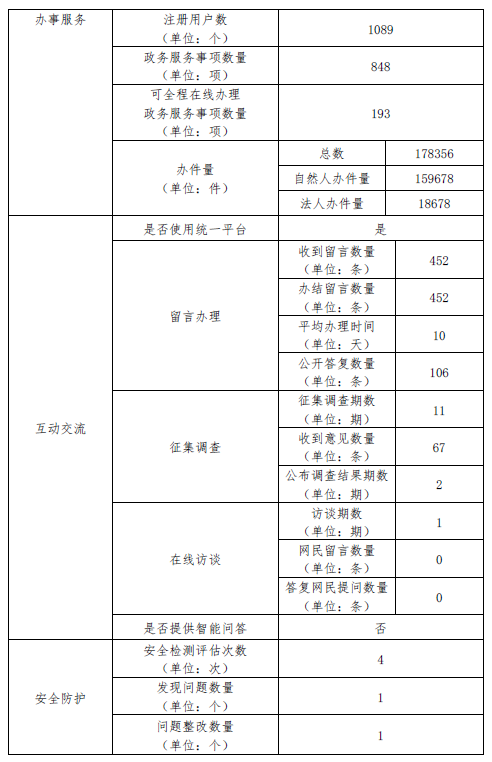 办事服务
注册用户数
（单位：个）
1089
政务服务事项数量
（单位：项）
848
可全程在线办理
政务服务事项数量
（单位：项）
193
办件量
（单位：件）
总数
178356
自然人办件量
159678
法人办件量
18678
互动交流
是否使用统一平台
是
留言办理
收到留言数量
（单位：条）
452
办结留言数量
（单位：条）
452
平均办理时间
（单位：天）
10
公开答复数量
（单位：条）
106
征集调查
征集调查期数
（单位：期）
11
收到意见数量
（单位：条）
67
公布调查结果期数
（单位：期）
2
在线访谈
访谈期数
（单位：期）
1
网民留言数量
（单位：条）
0
答复网民提问数量
（单位：条）
0
是否提供智能问答
否
安全防护
安全检测评估次数
（单位：次）
4
发现问题数量
（单位：个）
1
问题整改数量
（单位：个）
1